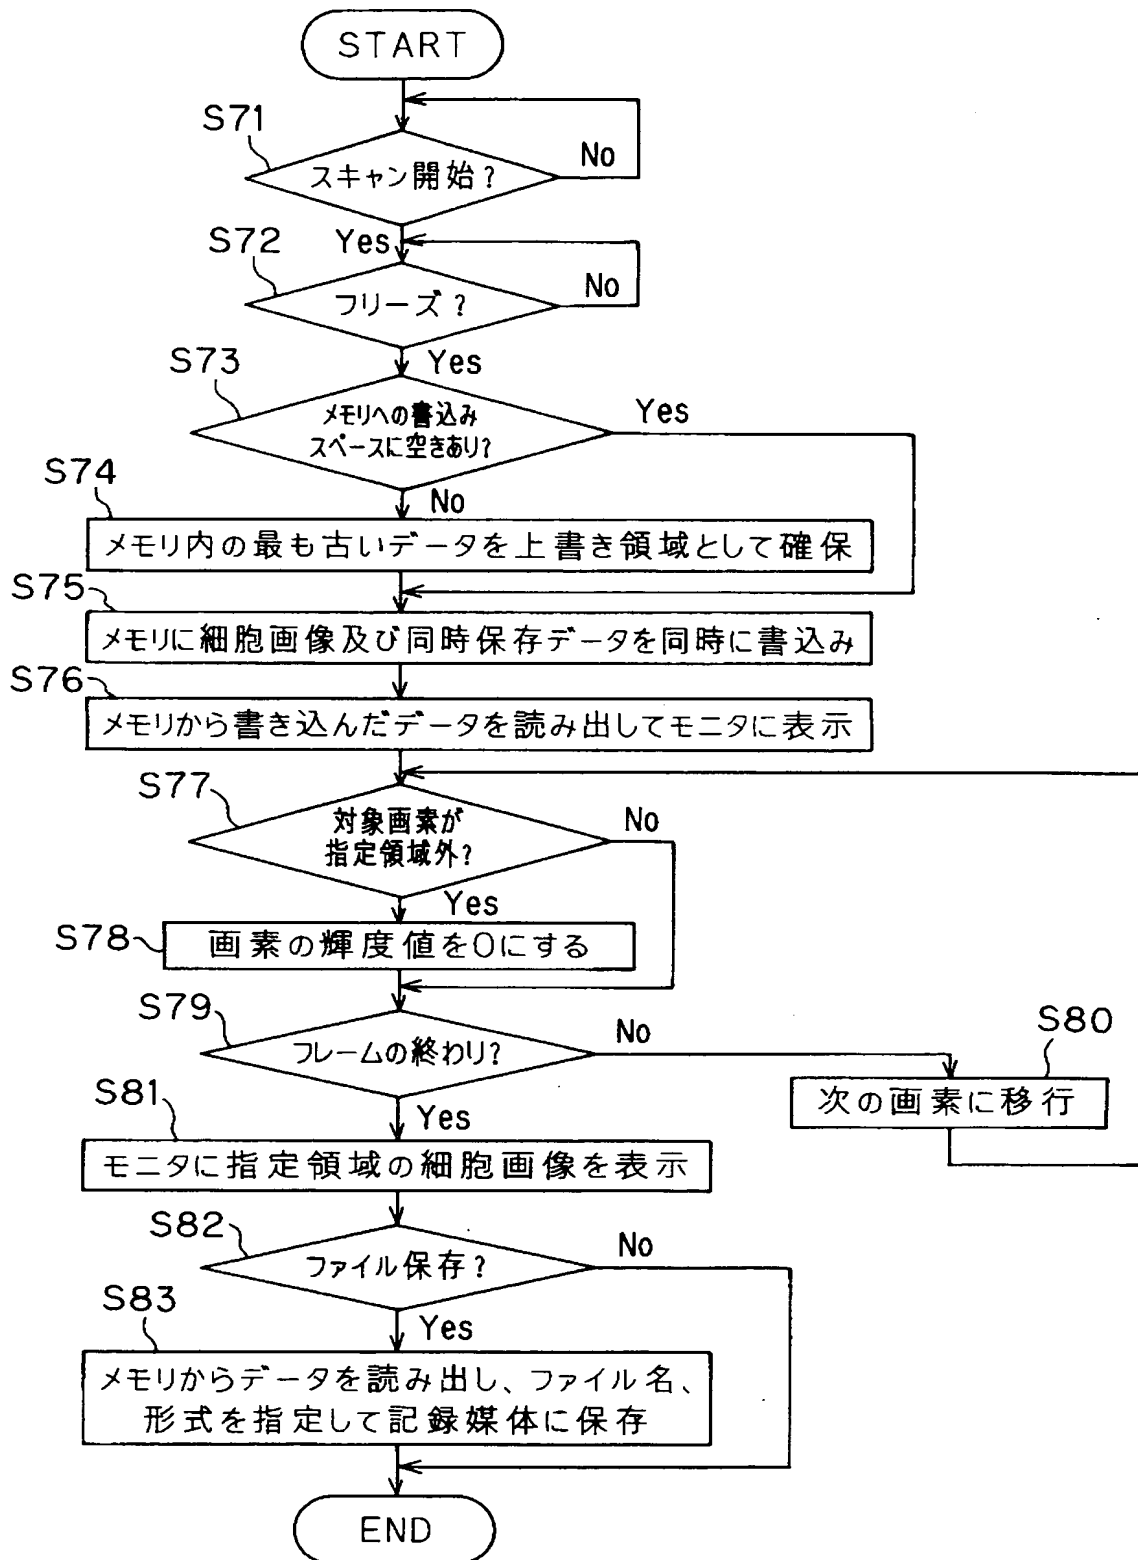 START
S71
スキャン開始?
No
Yes
S72
フリーズ?
No
Yes
S73
メモリへの書込み
スペースに空きあり?
Yes
No
S74
メモリ内の最も古いデータを上書き領域として確保
S75
メモリに細胞画像及び同時保存データを同時に書込み
S76
メモリから書き込んだデータを読み出してモニタに表示
S77
対象画素が
指定領域外?
No
Yes
S78
画素の輝度値を0にする
S79
フレームの終わり?
No
S80
次の画素に移行
Yes
S81
モニタに指定領域の細胞画像を表示
S82
ファイル保存?
No
Yes
S83
メモリからデータを読み出し、ファイル名、
形式を指定して記録媒体に保存
END